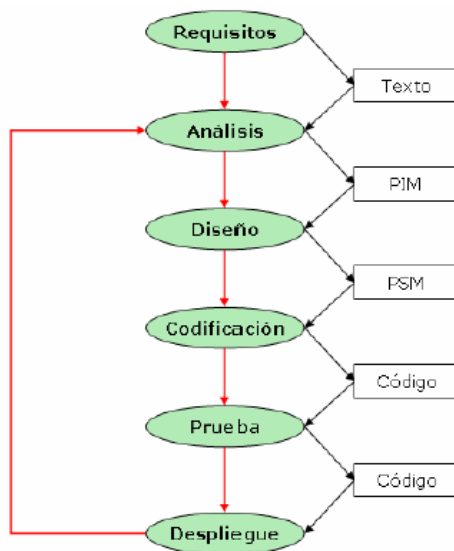 Requisitos
Texto
Análisis
PIM
Diseño
PSM
Codificación
Código
Prueba
Código
Despliegue